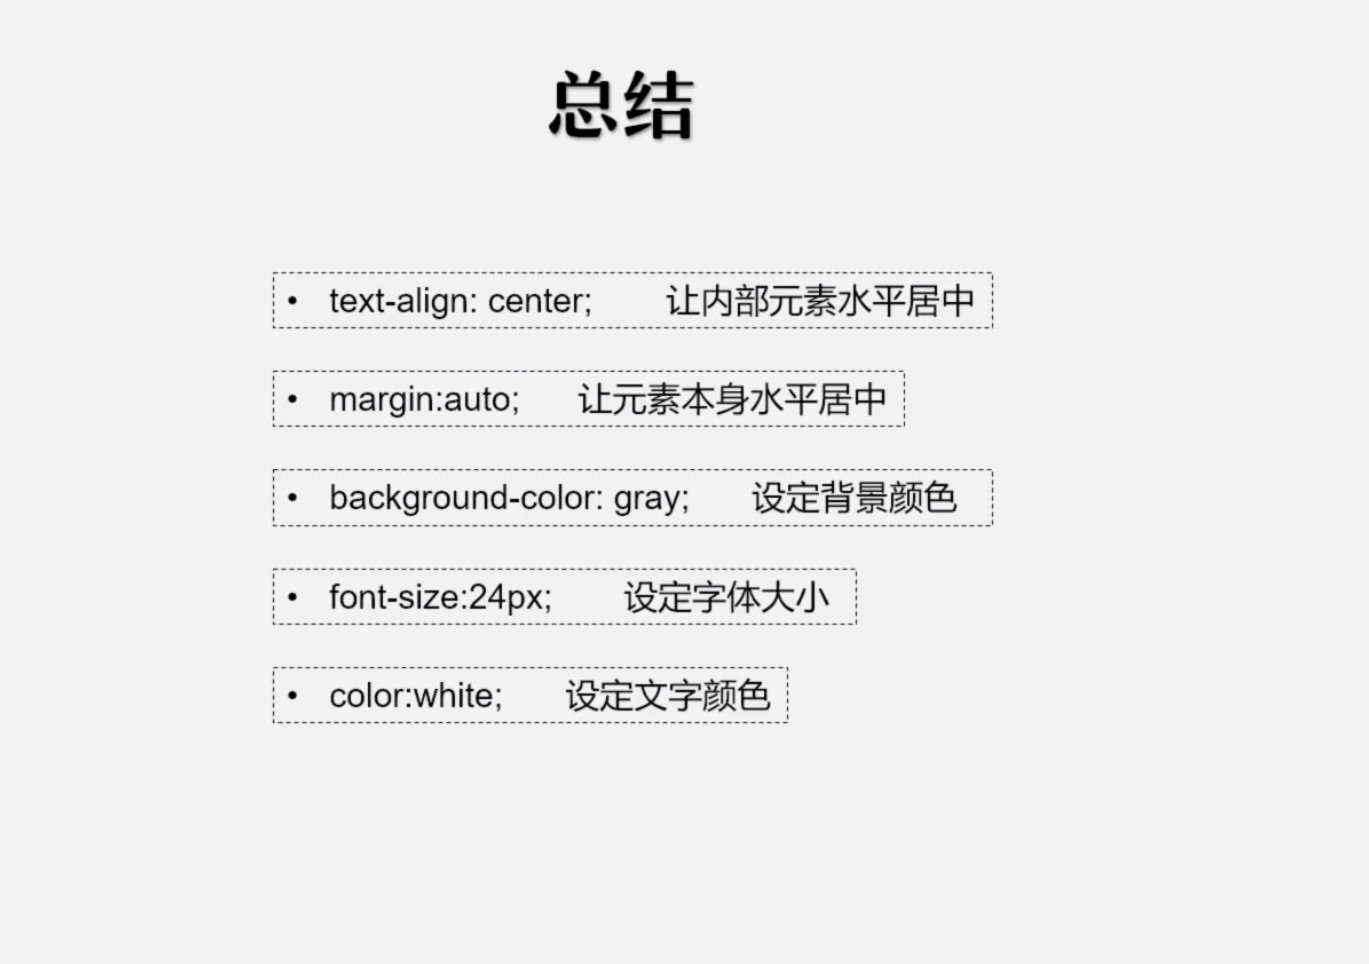 总结
• text-align: center; 让内部元素水平居中
• margin:auto; 让元素本身水平居中
• background-color: gray; 设定背景颜色
• font-size:24px; 设定字体大小
• color:white; 设定文字颜色